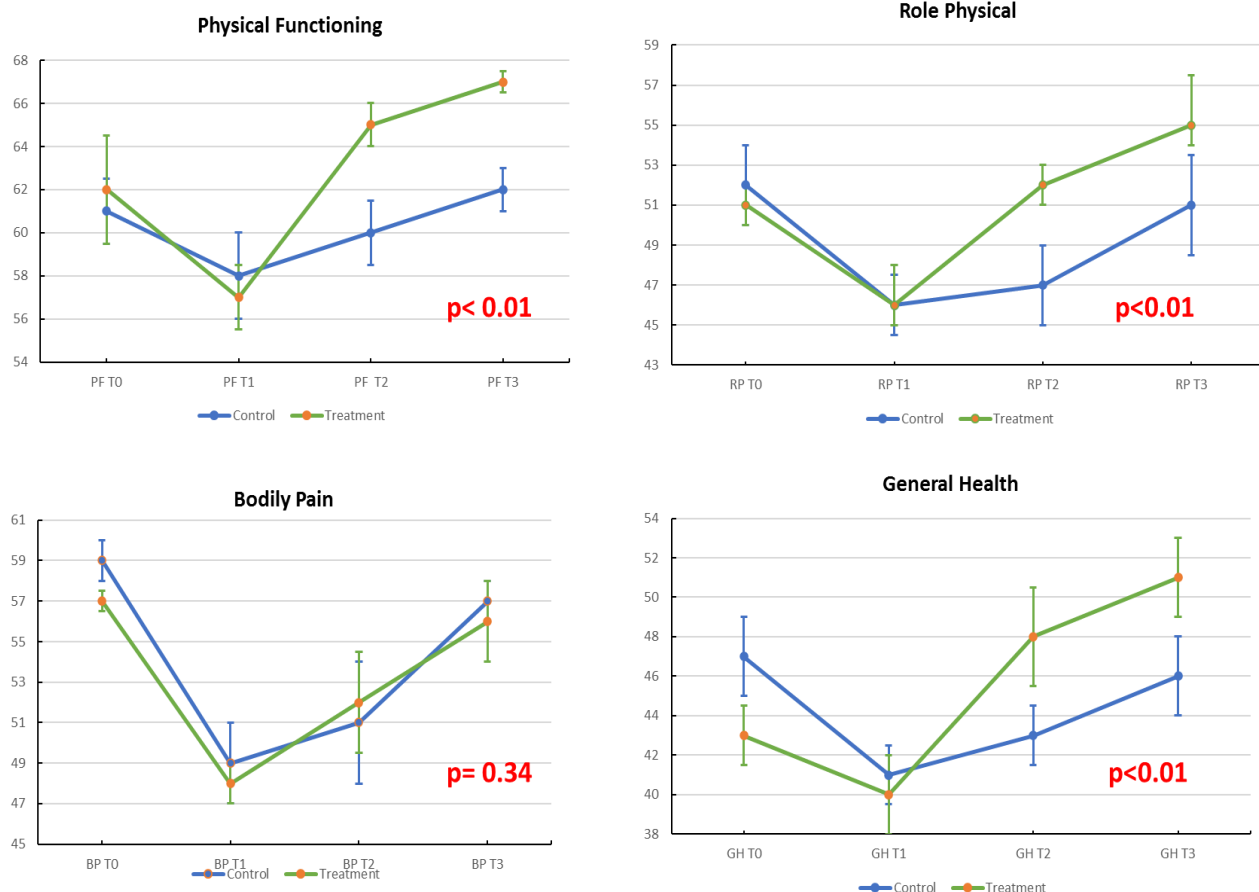 Physical Functioning
68
66
64
62
60
58
56
54
p< 0.01
PF T0 PF T1 PF  T2 PF T3
Control Treatment
Role Physical
59
57
55
53
51
49
47
45
43
p<0.01
RP T0 RP T1 RP T2 RP T3
Control Treatment
Bodily Pain
61
59
57
55
53
51
49
47
45
p= 0.34
BP T0 BP T1 BP T2 BP T3
Control Treatment
General Health
54
52
50
48
46
44
42
40
38
p<0.01
GH T0 GH T1 GH T2 GH T3
Control Treatment